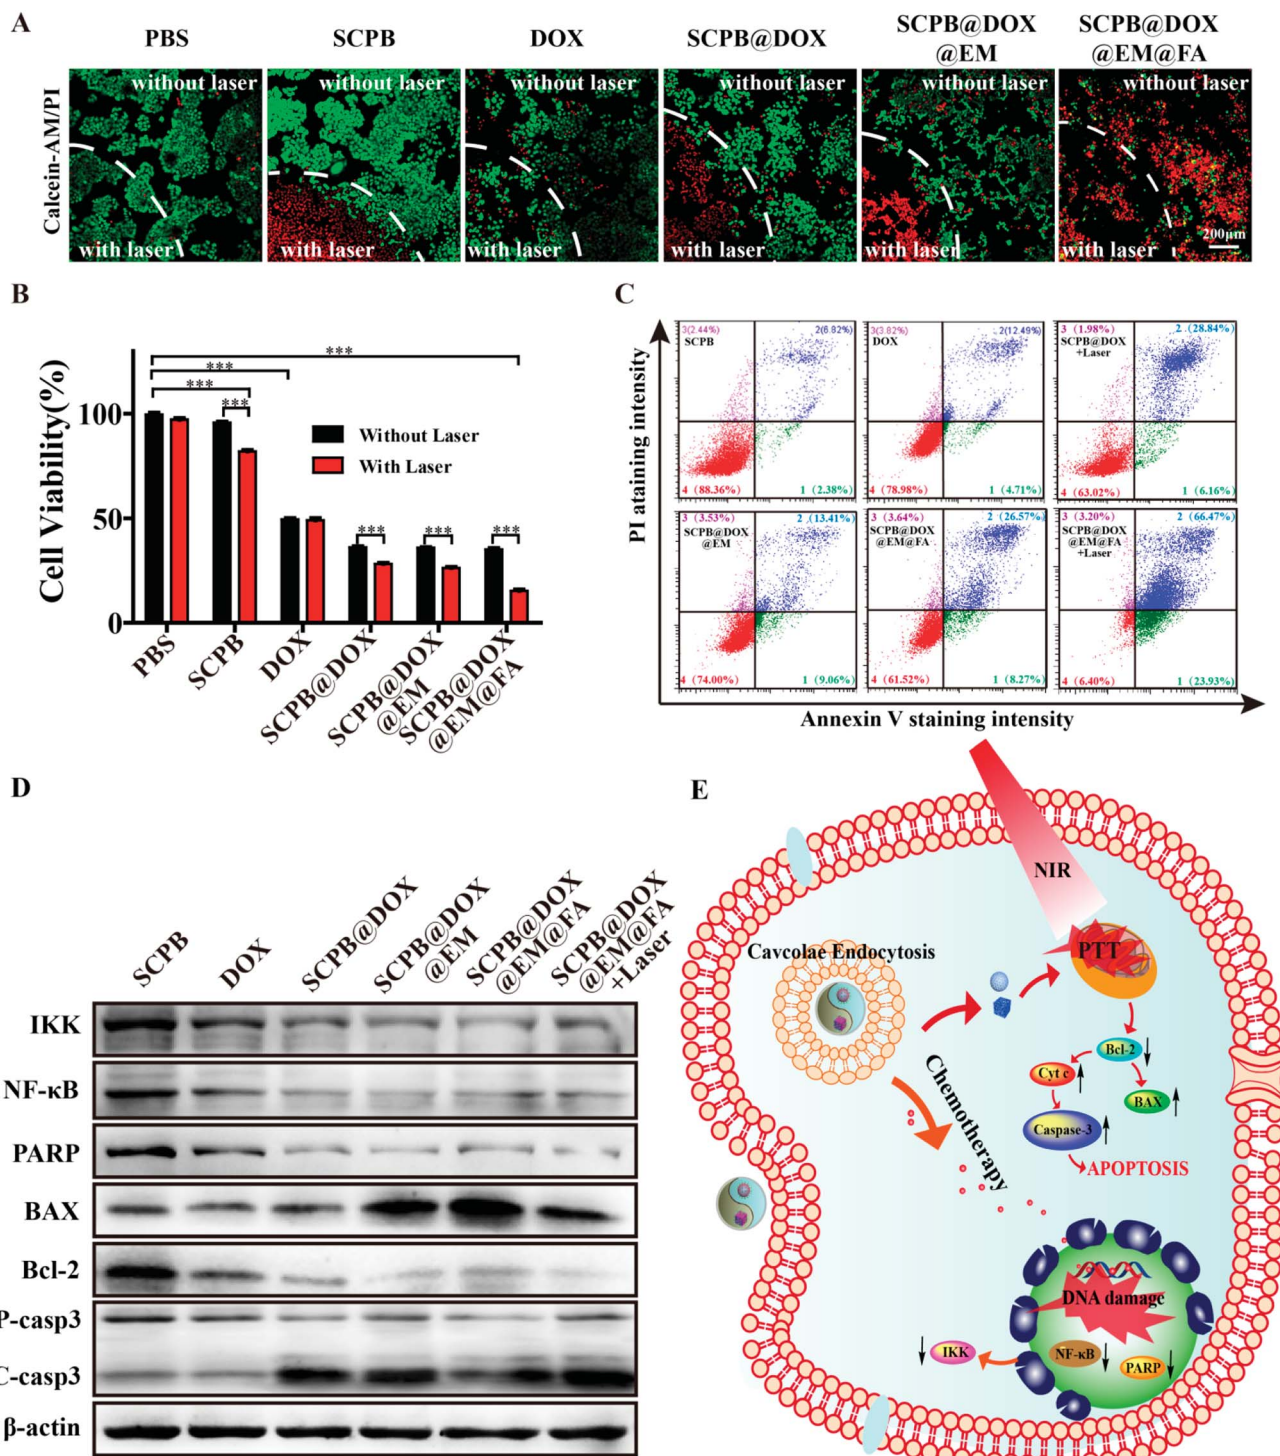 A
PBS
SCPB
DOX
SCPB@DOX
SCPB@DOX
@EM
SCPB@DOX
@EM@FA
Calcein-AM/PI
without laser
with laser
without laser
with laser
without laser
with laser
without laser
with laser
without laser
with laser
without laser
with laser
200μm
B
Cell Viability(%)
100
50
0
***
***
***
***
***
***
***
Without Laser
With Laser
PBS
SCPB
DOX
SCPB@DOX
SCPB@DOX
@EM
SCPB@DOX
@EM@FA
C
PI ataining intensity
3(2.44%)
2(6.82%)
SCPB
4 (88.36%)
1 (2.38%)
3(3.82%)
2(12.49%)
DOX
4 (78.98%)
1 (4.71%)
3 (1.98%)
2 (28.84%)
SCPB@DOX
+Laser
4 (63.02%)
1 (6.16%)
3 (3.53%)
2 (13.41%)
SCPB@DOX
@EM
4 (74.00%)
1 (9.06%)
3 (3.64%)
2 (26.57%)
SCPB@DOX
@EM@FA
4 (61.52%)
1 (8.27%)
3 (3.20%)
2 (66.47%)
SCPB@DOX
@EM@FA
+Laser
4 (6.40%)
1 (23.93%)
Annexin V staining intensity
D
SCPB
DOX
SCPB@DOX
SCPB@DOX
@EM
SCPB@DOX
@EM@FA
SCPB@DOX
@EM@FA
+Laser
IKK
NF-κB
PARP
BAX
Bcl-2
P-casp3
C-casp3
β-actin
E
NIR
PTT
Cavcolae Endocytosis
Chemotherapy
Bcl-2
Cyt c
BAX
Caspase-3
APOPTOSIS
DNA damage
IKK
NF-κB
PARP